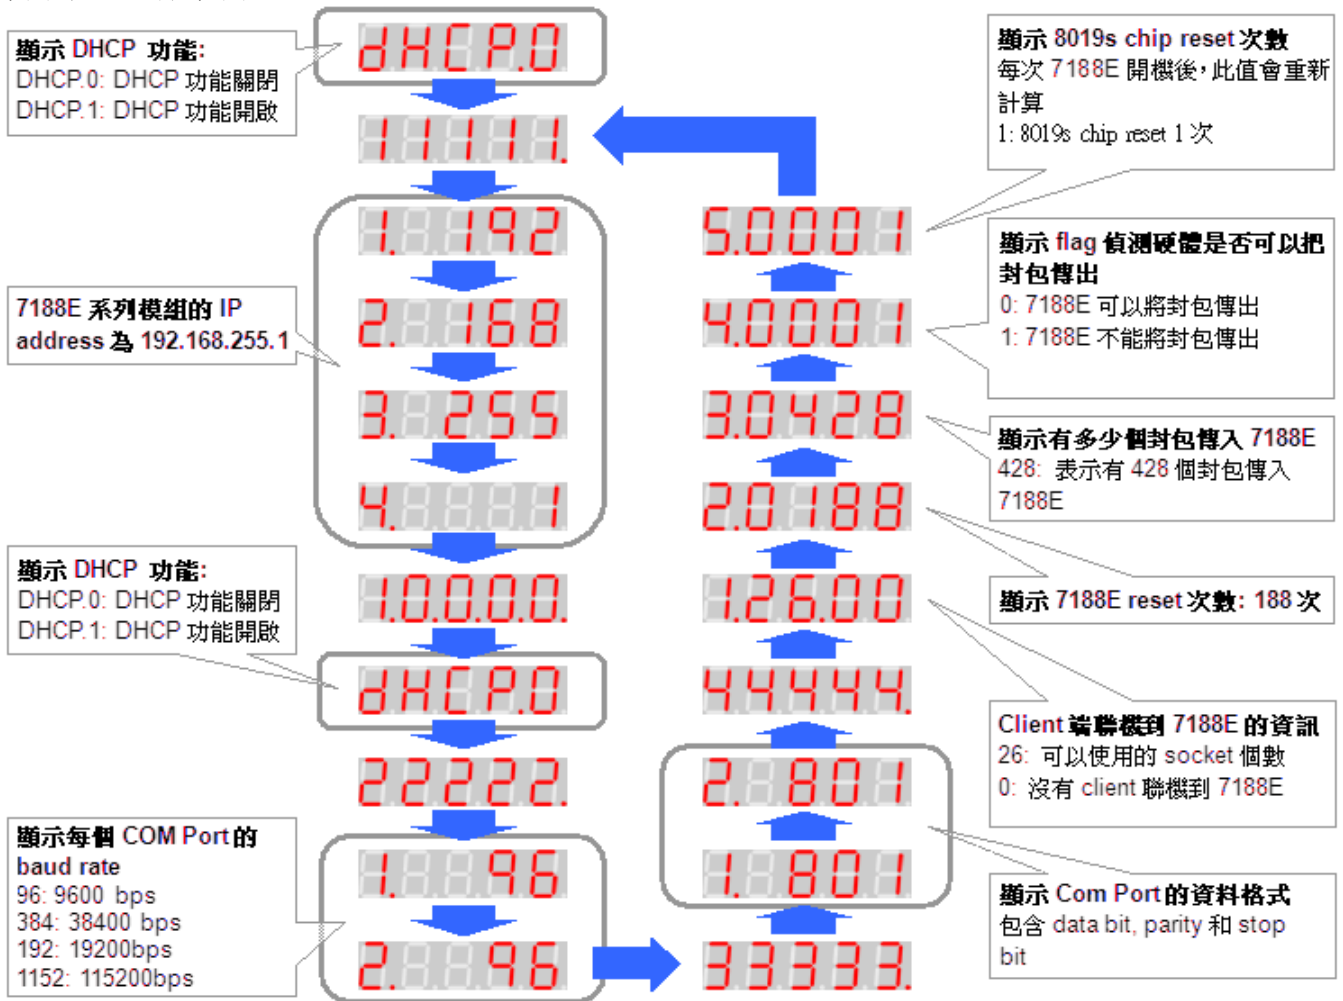 顯示 DHCP 功能:
DHCP.0: DHCP 功能關閉
DHCP.1: DHCP 功能開啟
dHCP.0
11111.
1. 192
2. 168
3. 255
4. 1
7188E 系列模組的 IP
address 為 192.168.255.1
1.0.0.0.0.
顯示 DHCP 功能:
DHCP.0: DHCP 功能關閉
DHCP.1: DHCP 功能開啟
dHCP.0
22222.
1. 96
2. 96
顯示每個 COM Port 的
baud rate
96: 9600 bps
384: 38400 bps
192: 19200bps
1152: 115200bps
33333.
1. 801
2. 801
顯示 Com Port 的資料格式
包含 data bit, parity 和 stop
bit
44444.
1.26.00
Client 端聯機到 7188E 的資訊
26: 可以使用的 socket 個數
0: 沒有 client 聯機到 7188E
2.0188
顯示 7188E reset 次數: 188 次
3.0428
顯示有多少個封包傳入 7188E
428: 表示有 428 個封包傳入
7188E
4.0001
顯示 flag 偵測硬體是否可以把
封包傳出
0: 7188E 可以將封包傳出
1: 7188E 不能將封包傳出
5.0001
顯示 8019s chip reset 次數
每次 7188E 開機後，此值會重新
計算
1: 8019s chip reset 1 次